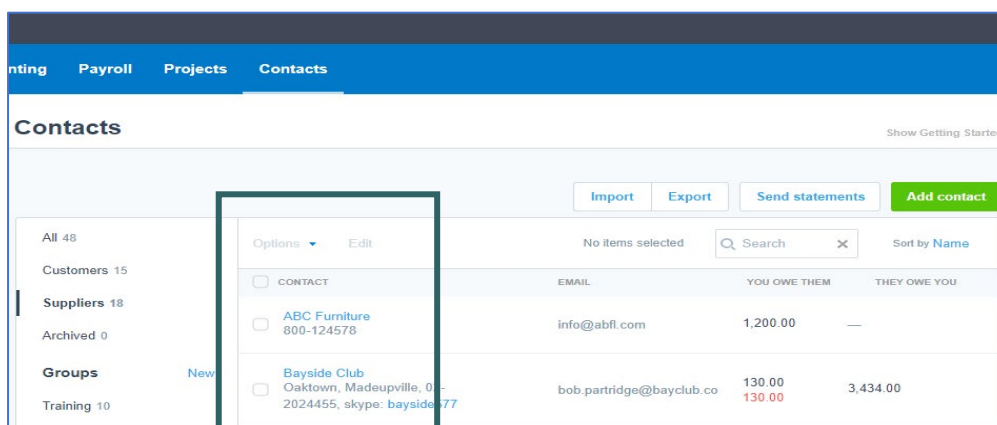 nting Payroll Projects Contacts
Contacts
Show Getting Starte
Import Export Send statements Add contact
All 48
Customers 15
Suppliers 18
Archived 0
Groups New
Training 10
Options Edit No items selected Search Sort by Name
CONTACT EMAIL YOU OWE THEM THEY OWE YOU
ABC Furniture
800-124578
info@abfl.com 1,200.00 —
Bayside Club
Oaktown, Madeupville,
2024455, skype:
bob.partridge@bayclub.co 130.00 3,434.00
130.00